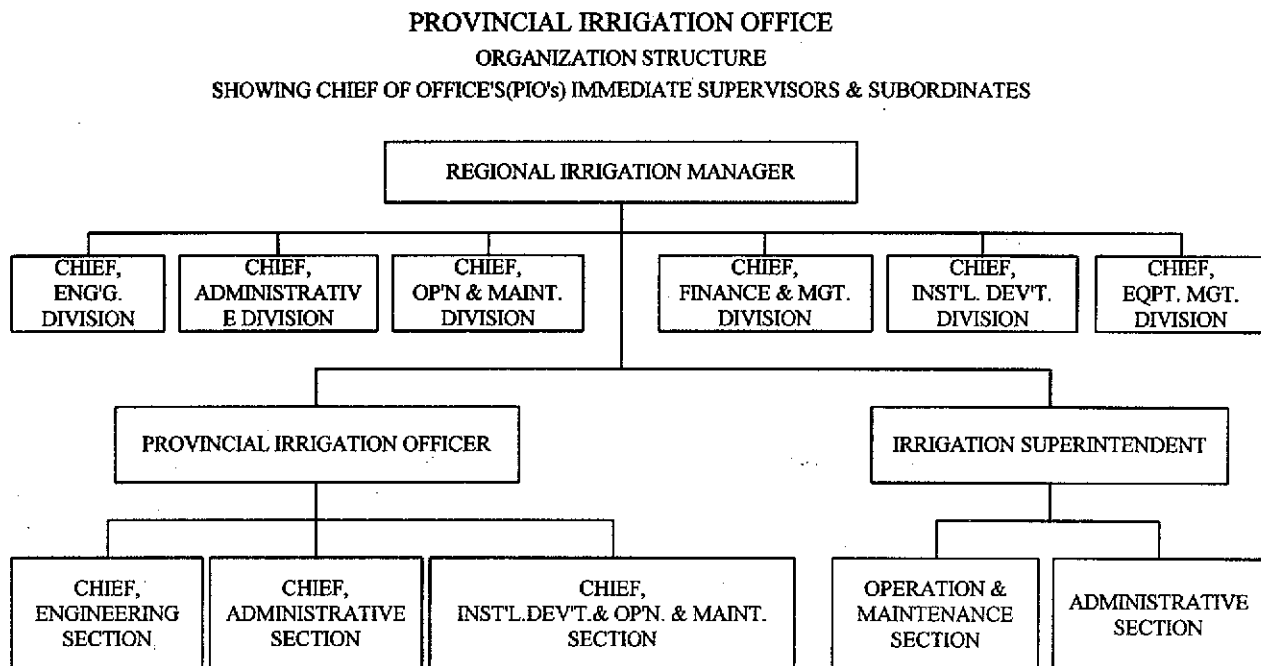 PROVINCIAL IRRIGATION OFFICE
ORGANIZATION STRUCTURE
SHOWING CHIEF OF OFFICE'S(PIO's) IMMEDIATE SUPERVISORS & SUBORDINATES
REGIONAL IRRIGATION MANAGER
CHIEF,
ENG'G.
DIVISION
CHIEF,
ADMINISTRATIV
E DIVISION
CHIEF,
OP'N & MAINT.
DIVISION
CHIEF,
FINANCE & MGT.
DIVISION
CHIEF,
INST'L. DEV'T.
DIVISION
CHIEF,
EQPT. MGT.
DIVISION
PROVINCIAL IRRIGATION OFFICER
IRRIGATION SUPERINTENDENT
CHIEF,
ENGINEERING
SECTION
CHIEF,
ADMINISTRATIVE
SECTION
CHIEF,
INST'L.DEV'T.& OP'N. & MAINT.
SECTION
OPERATION &
MAINTENANCE
SECTION
ADMINISTRATIVE
SECTION